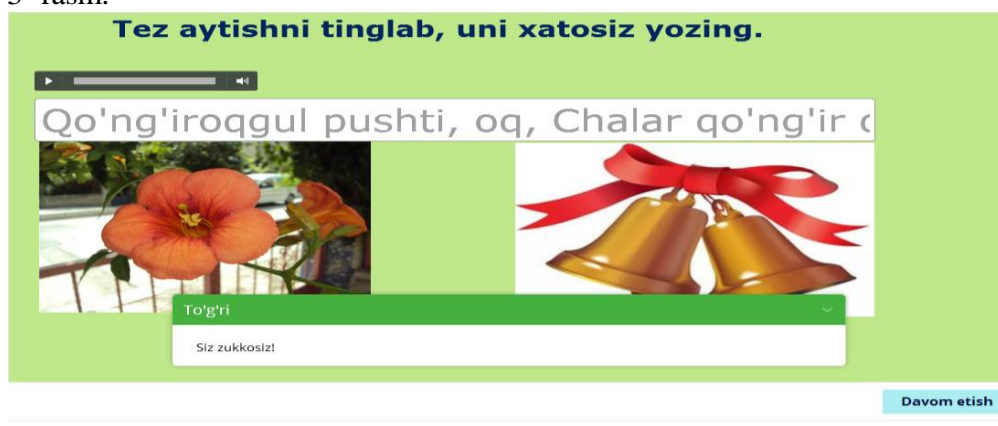 Tez aytishni tinglab, uni xatosiz yozing.
Qo'ng'iroqgul pushti, oq, Chalar qo'ng'ir
To'g'ri
Siz zukkosiz!
Davom etish